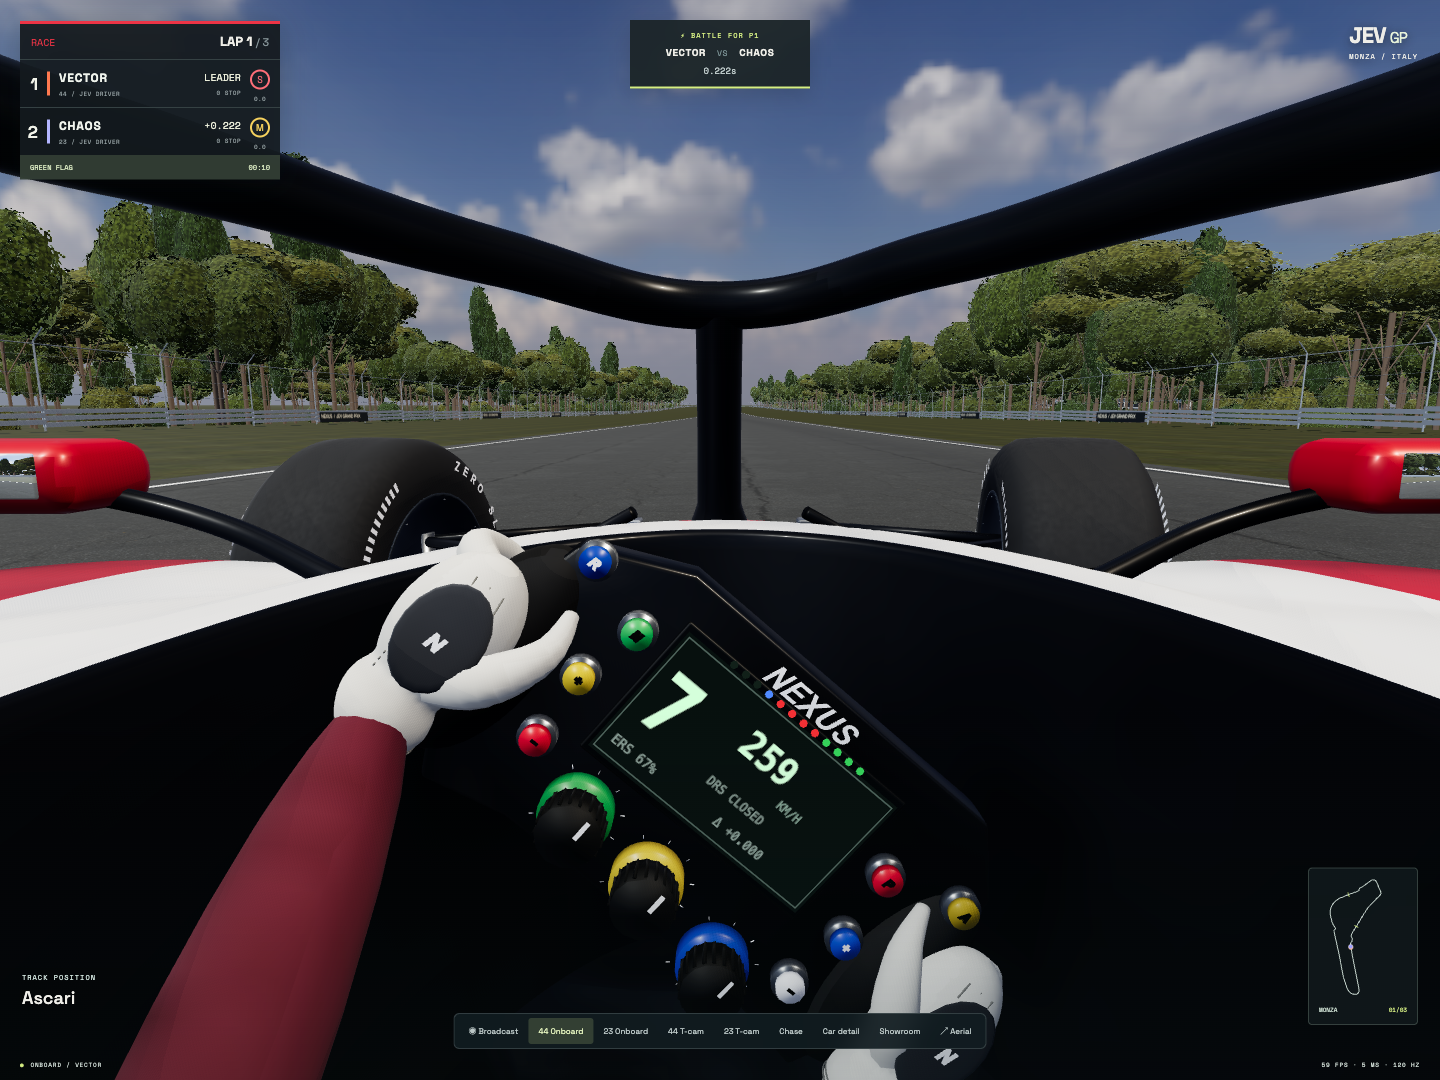 RACE
LAP 1 / 3
1 VECTOR LEADER S
44 / JEV DRIVER 0 STOP 0.0
2 CHAOS +0.222 M
23 / JEV DRIVER 0 STOP 0.0
GREEN FLAG 00:10
⚡ BATTLE FOR P1
VECTOR VS CHAOS
0.222s
JEV GP
MONZA / ITALY
ZERO
R
N
NEXUS
7
259
KM/H
ERS 67%
DRS CLOSED
Δ +0.000
N
TRACK POSITION
Ascari
ONBOARD / VECTOR
Broadcast 44 Onboard 23 Onboard 44 T-cam 23 T-cam Chase Car detail Showroom Aerial
MONZA 01/03
59 FPS · 5 MS · 120 HZ